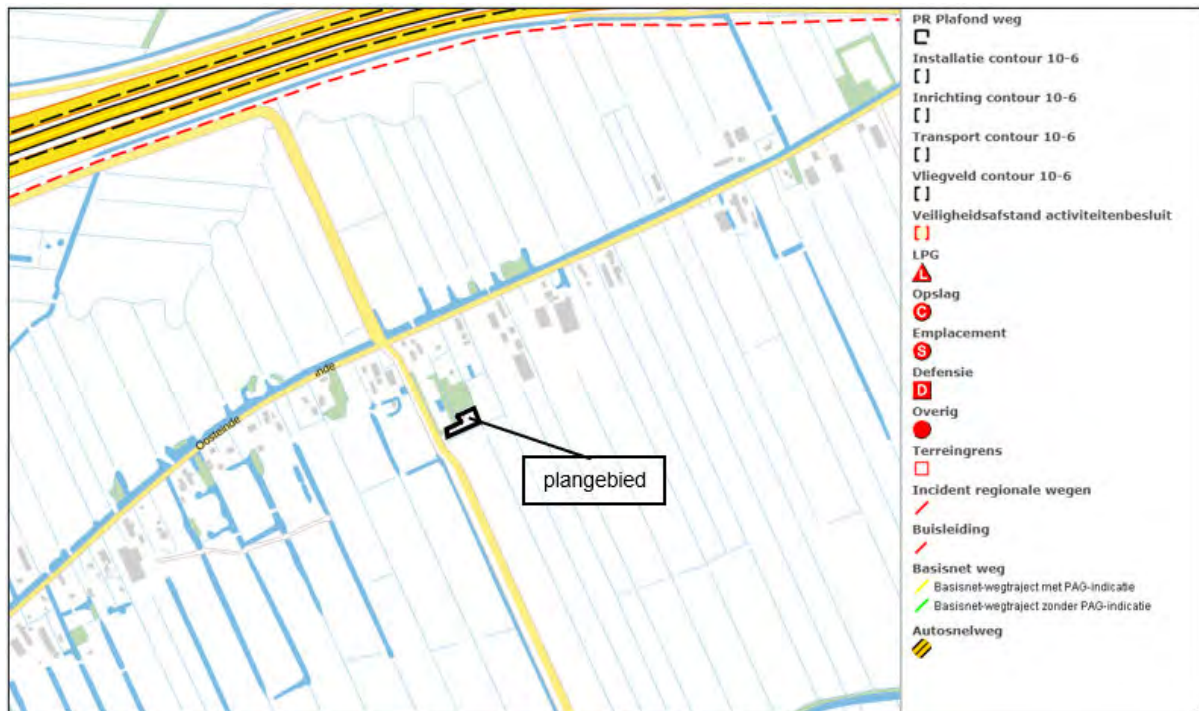 Oosteinde
inde
plangebied
PR Plafond weg
Installatie contour 10-6
Inrichting contour 10-6
Transport contour 10-6
Vliegveld contour 10-6
Veiligheidsafstand activiteitenbesluit
LPG
L
Opslag
C
Emplacement
S
Defensie
D
Overig
Terreingrens
Incident regionale wegen
Buisleiding
Basisnet weg
Basisnet-wegtraject met PAG-indicatie
Basisnet-wegtraject zonder PAG-indicatie
Autosnelweg